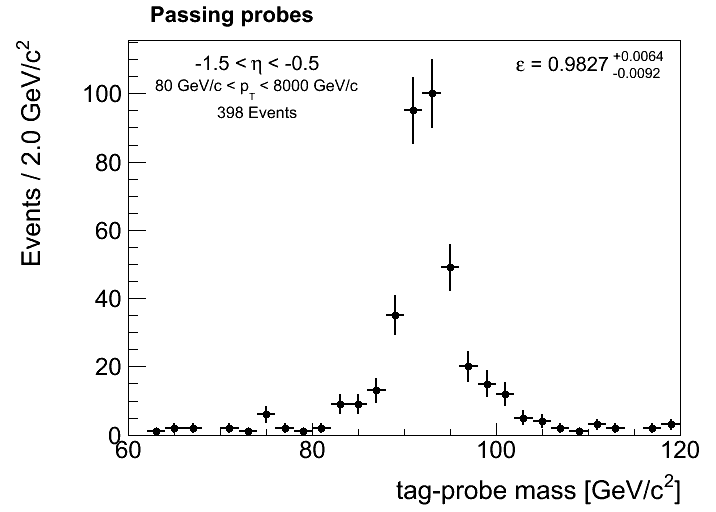 Passing probes
-1.5 < η < -0.5
80 GeV/c < p_T < 8000 GeV/c
398 Events
ε = 0.9827 +0.0064 -0.0092
Events / 2.0 GeV/c²
100
80
60
40
20
0
60 80 100 120
tag-probe mass [GeV/c²]